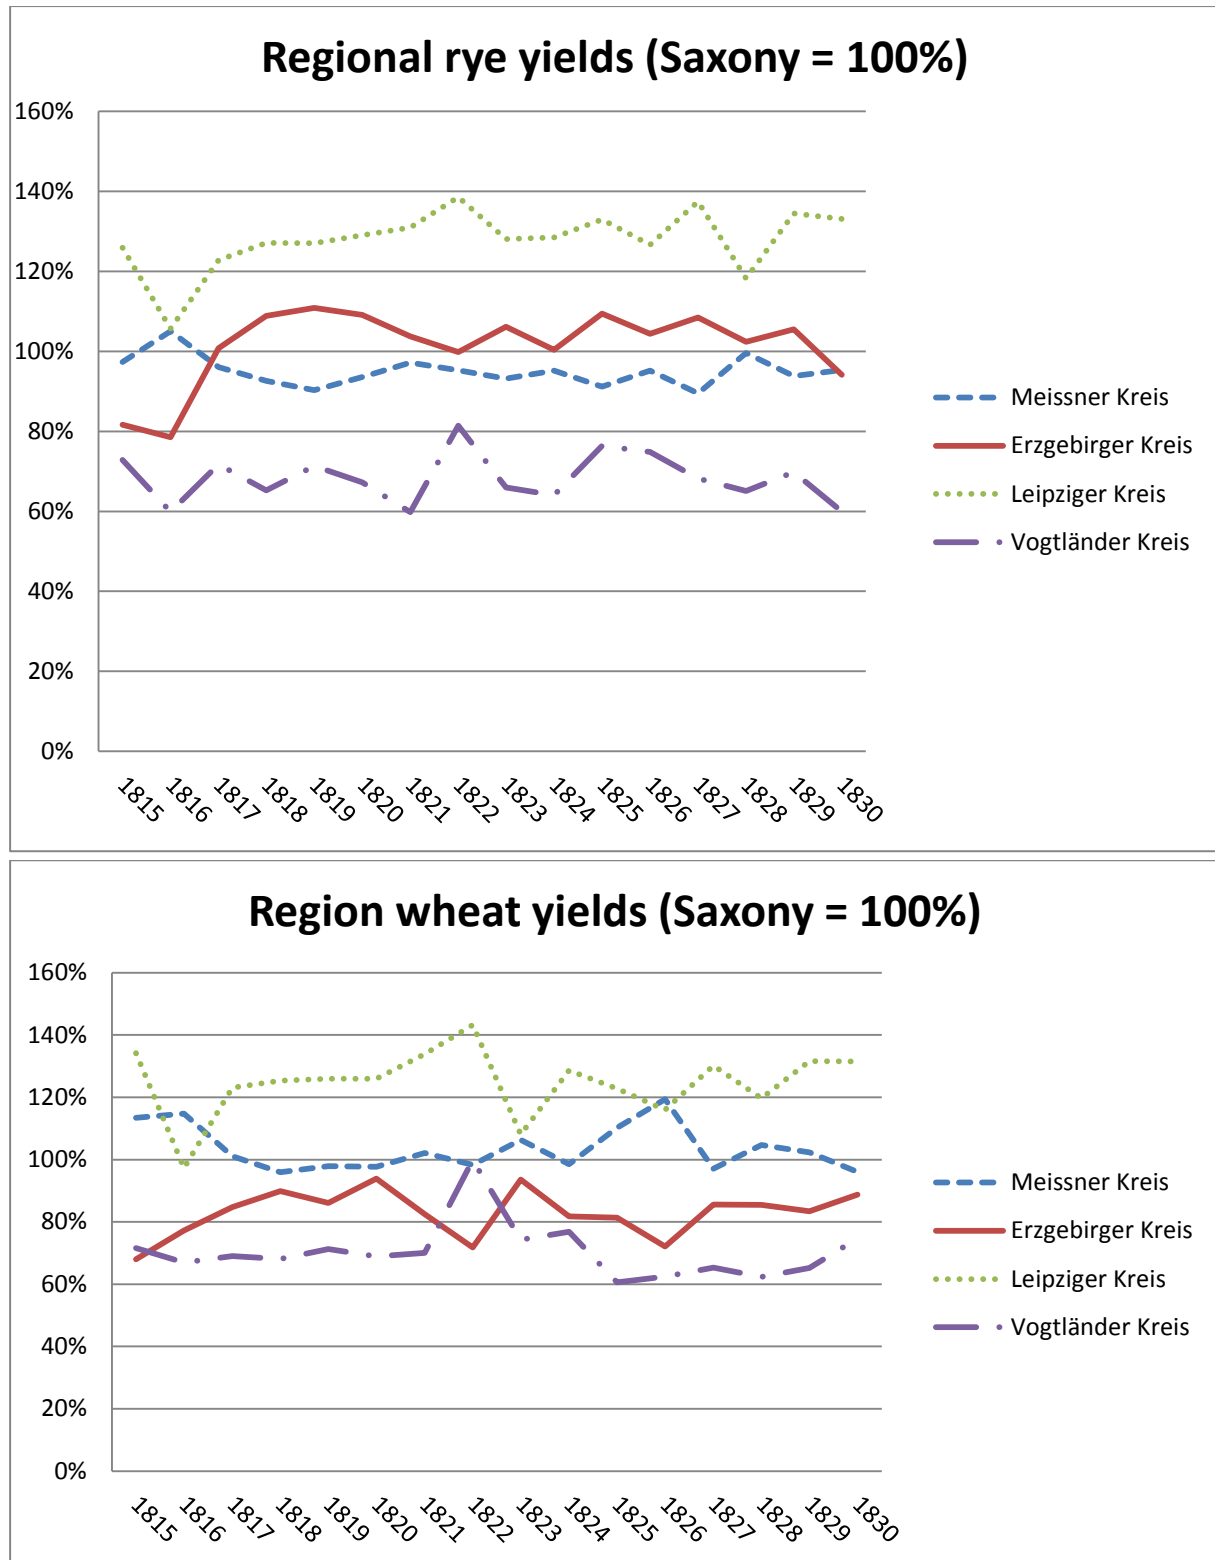 Regional rye yields (Saxony = 100%)
160%
140%
120%
100%
80%
60%
40%
20%
0%
1815 1816 1817 1818 1819 1820 1821 1822 1823 1824 1825 1826 1827 1828 1829 1830
Meissner Kreis
Erzgebirger Kreis
Leipziger Kreis
Vogtländer Kreis
Region wheat yields (Saxony = 100%)
160%
140%
120%
100%
80%
60%
40%
20%
0%
1815 1816 1817 1818 1819 1820 1821 1822 1823 1824 1825 1826 1827 1828 1829 1830
Meissner Kreis
Erzgebirger Kreis
Leipziger Kreis
Vogtländer Kreis